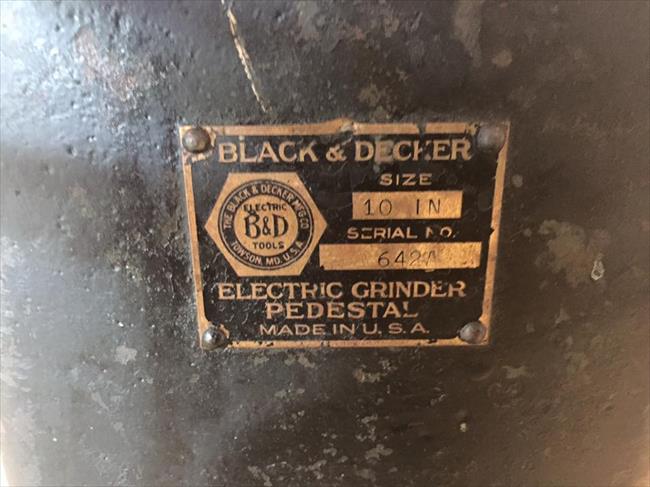 BLACK & DECKER
SIZE
10 IN
SERIAL NO.
THE BLACK & DECKER MFG CO
ELECTRIC
B&D
TOOLS
TOWSON, MD. U.S.A
ELECTRIC GRINDER
PEDESTAL
MADE IN U.S.A.